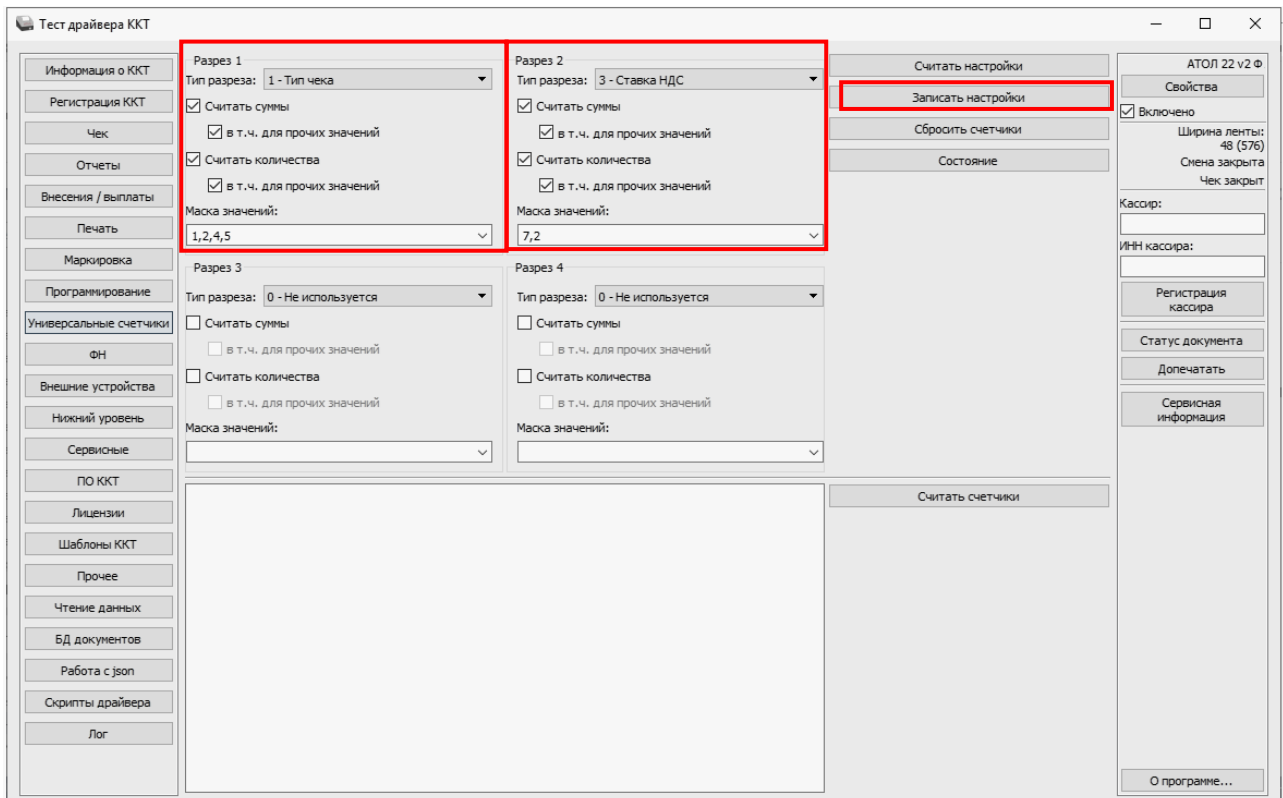 Тест драйвера ККТ
Информация о ККТ
Регистрация ККТ
Чек
Отчеты
Внесения / выплаты
Печать
Маркировка
Программирование
Универсальные счетчики
ФН
Внешние устройства
Нижний уровень
Сервисные
ПО ККТ
Лицензии
Шаблоны ККТ
Прочее
Чтение данных
БД документов
Работа с json
Скрипты драйвера
Лог
Разрез 1
Тип разреза: 1 - Тип чека
Считать суммы
в т.ч. для прочих значений
Считать количества
в т.ч. для прочих значений
Маска значений:
1,2,4,5
Разрез 2
Тип разреза: 3 - Ставка НДС
Считать суммы
в т.ч. для прочих значений
Считать количества
в т.ч. для прочих значений
Маска значений:
7,2
Разрез 3
Тип разреза: 0 - Не используется
Считать суммы
в т.ч. для прочих значений
Считать количества
в т.ч. для прочих значений
Маска значений:
Разрез 4
Тип разреза: 0 - Не используется
Считать суммы
в т.ч. для прочих значений
Считать количества
в т.ч. для прочих значений
Маска значений:
Считать настройки
Записать настройки
Сбросить счетчики
Состояние
Считать счетчики
АТОЛ 22 v2 Ф
Свойства
Включено
Ширина ленты:
48 (576)
Смена закрыта
Чек закрыт
Кассир:
ИНН кассира:
Регистрация
кассира
Статус документа
Допечатать
Сервисная
информация
О программе...